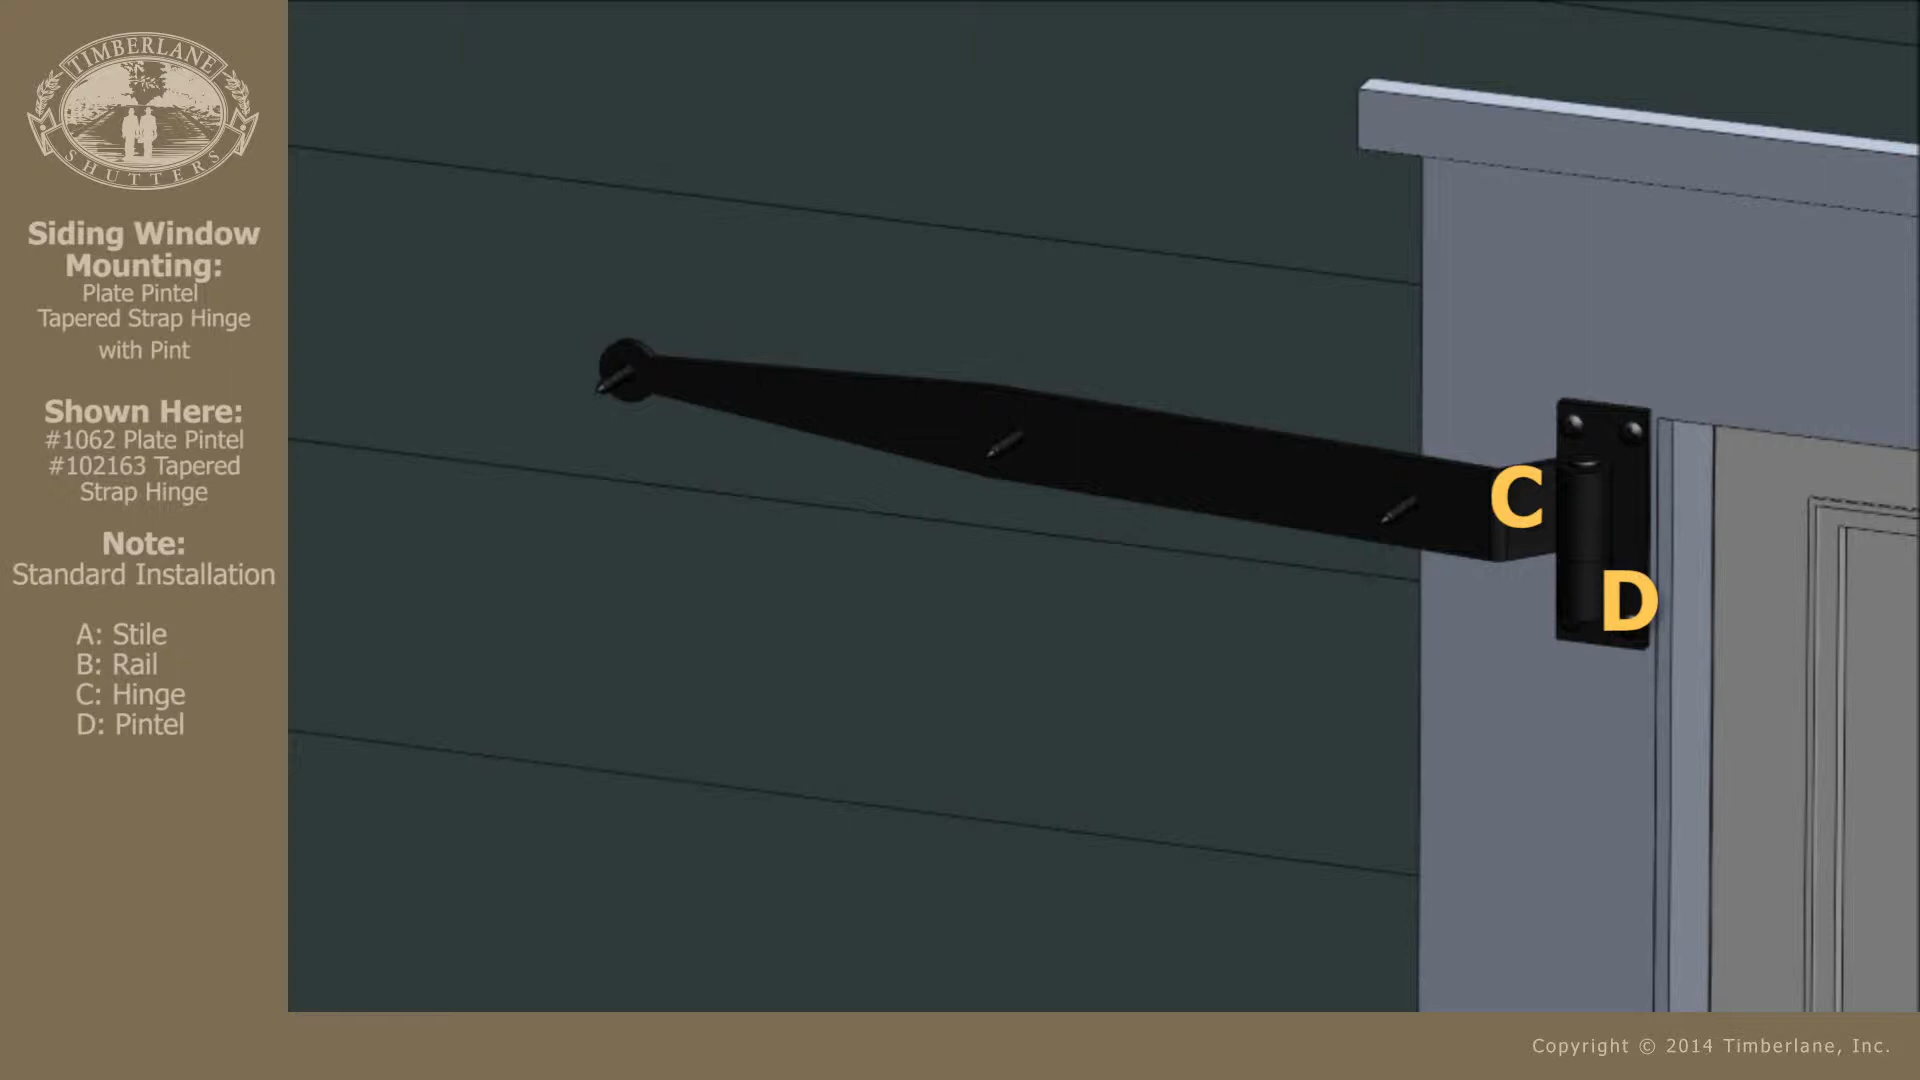 TIMBERLANE
SHUTTERS
Siding Window
Mounting:
Plate Pintel
Tapered Strap Hinge
with Pint
Shown Here:
#1062 Plate Pintel
#102163 Tapered
Strap Hinge
Note:
Standard Installation
A: Stile
B: Rail
C: Hinge
D: Pintel
C
D
Copyright © 2014 Timberlane, Inc.